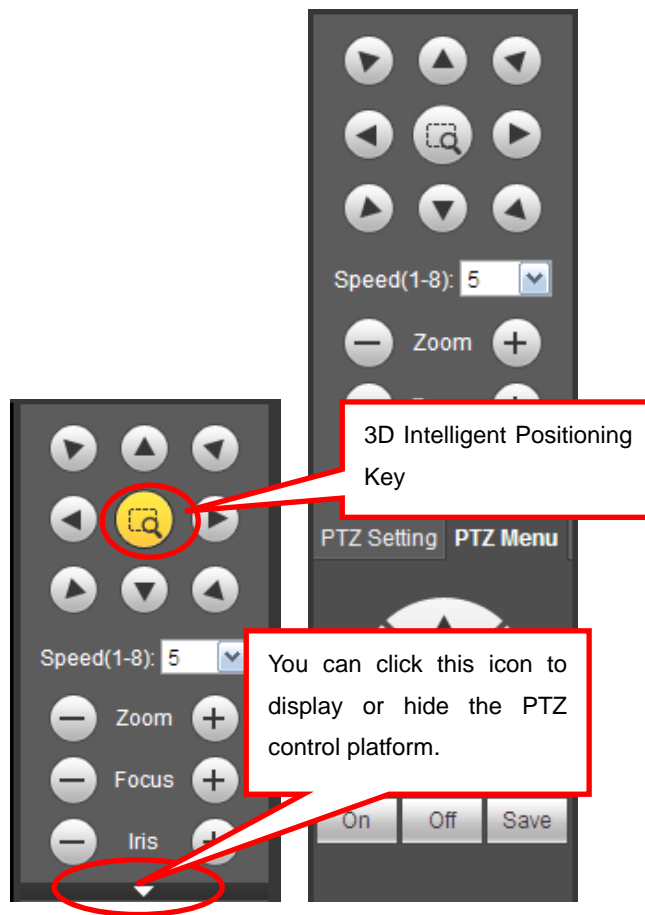 Speed(1-8): 5
Zoom
3D Intelligent Positioning
Key
PTZ Setting PTZ Menu
Speed(1-8): 5
Zoom
Focus
Iris
You can click this icon to
display or hide the PTZ
control platform.
On Off Save